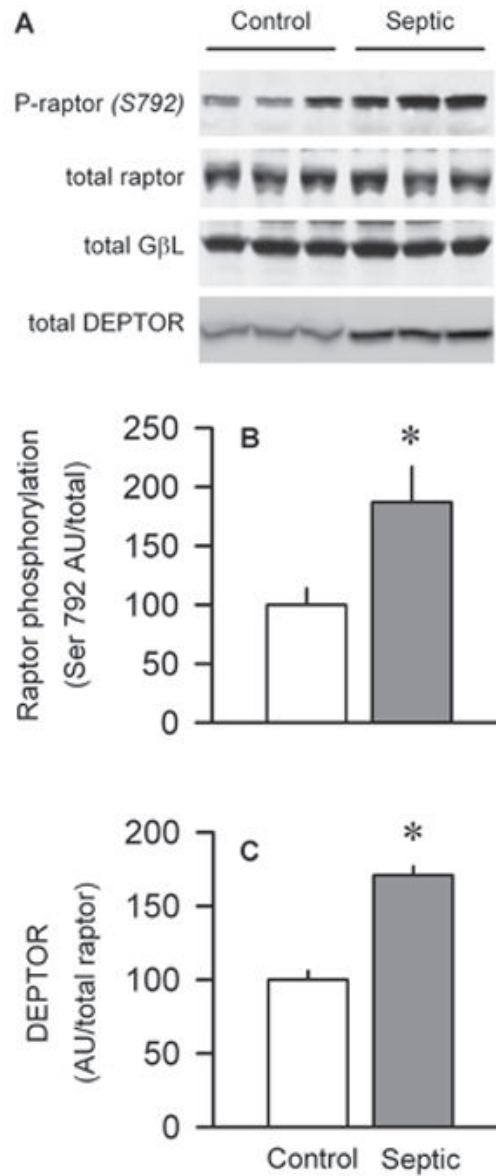 A
Control Septic
P-raptor (S792)
total raptor
total GβL
total DEPTOR
B
*
Raptor phosphorylation
(Ser 792 AU/total)
250
200
150
100
50
0
C
*
DEPTOR
(AU/total raptor)
200
150
100
50
0
Control Septic